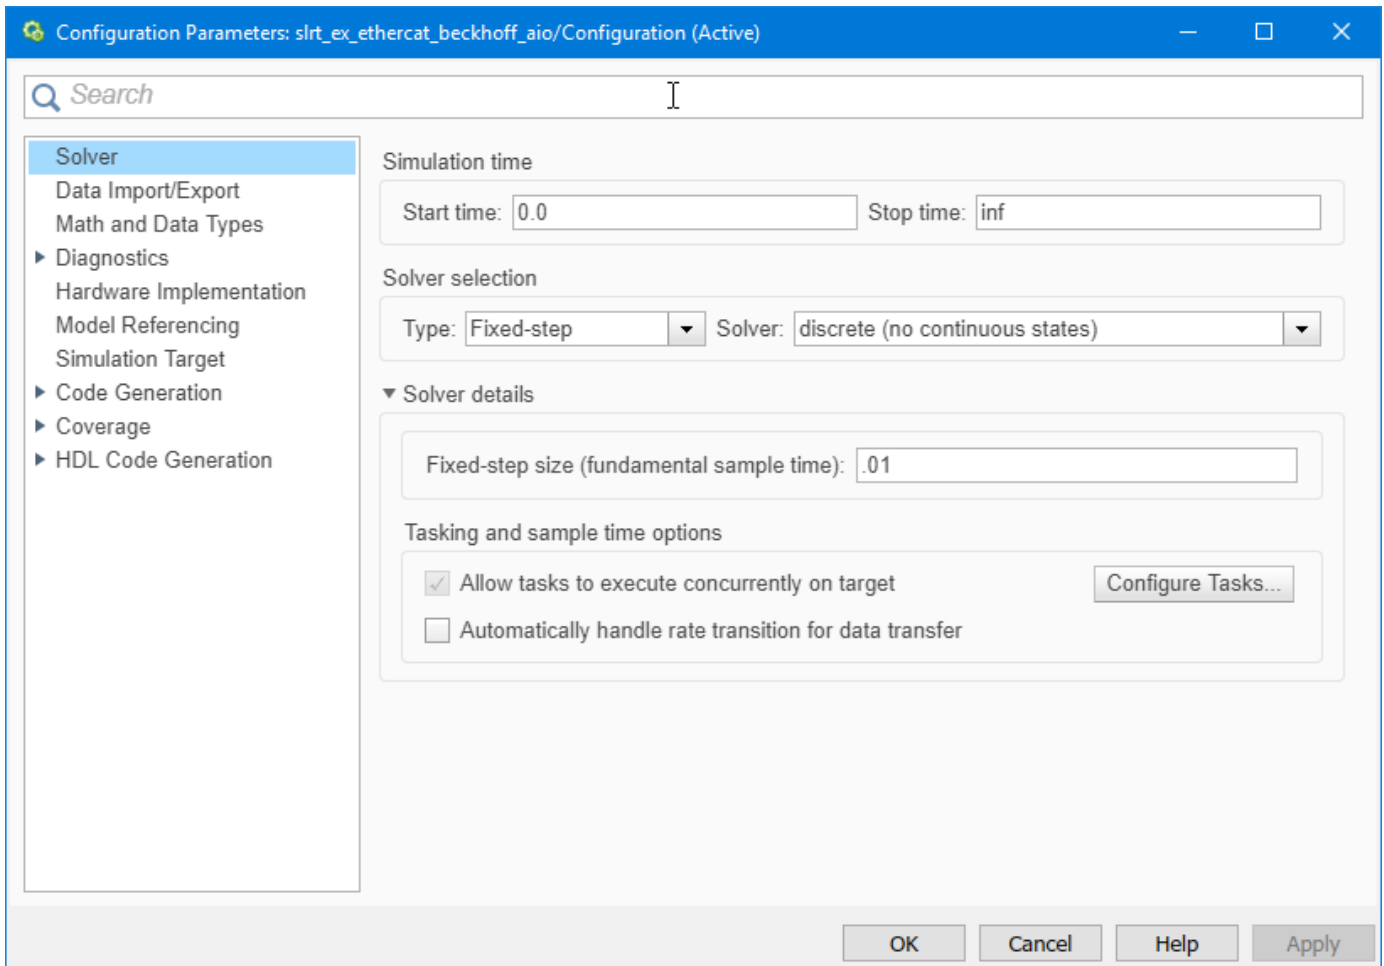 Configuration Parameters: slrt_ex_ethercat_beckhoff_aio/Configuration (Active)
Search
Solver
Data Import/Export
Math and Data Types
Diagnostics
Hardware Implementation
Model Referencing
Simulation Target
Code Generation
Coverage
HDL Code Generation
Simulation time
Start time: 0.0 Stop time: inf
Solver selection
Type: Fixed-step Solver: discrete (no continuous states)
Solver details
Fixed-step size (fundamental sample time): .01
Tasking and sample time options
Allow tasks to execute concurrently on target Configure Tasks...
Automatically handle rate transition for data transfer
OK Cancel Help Apply